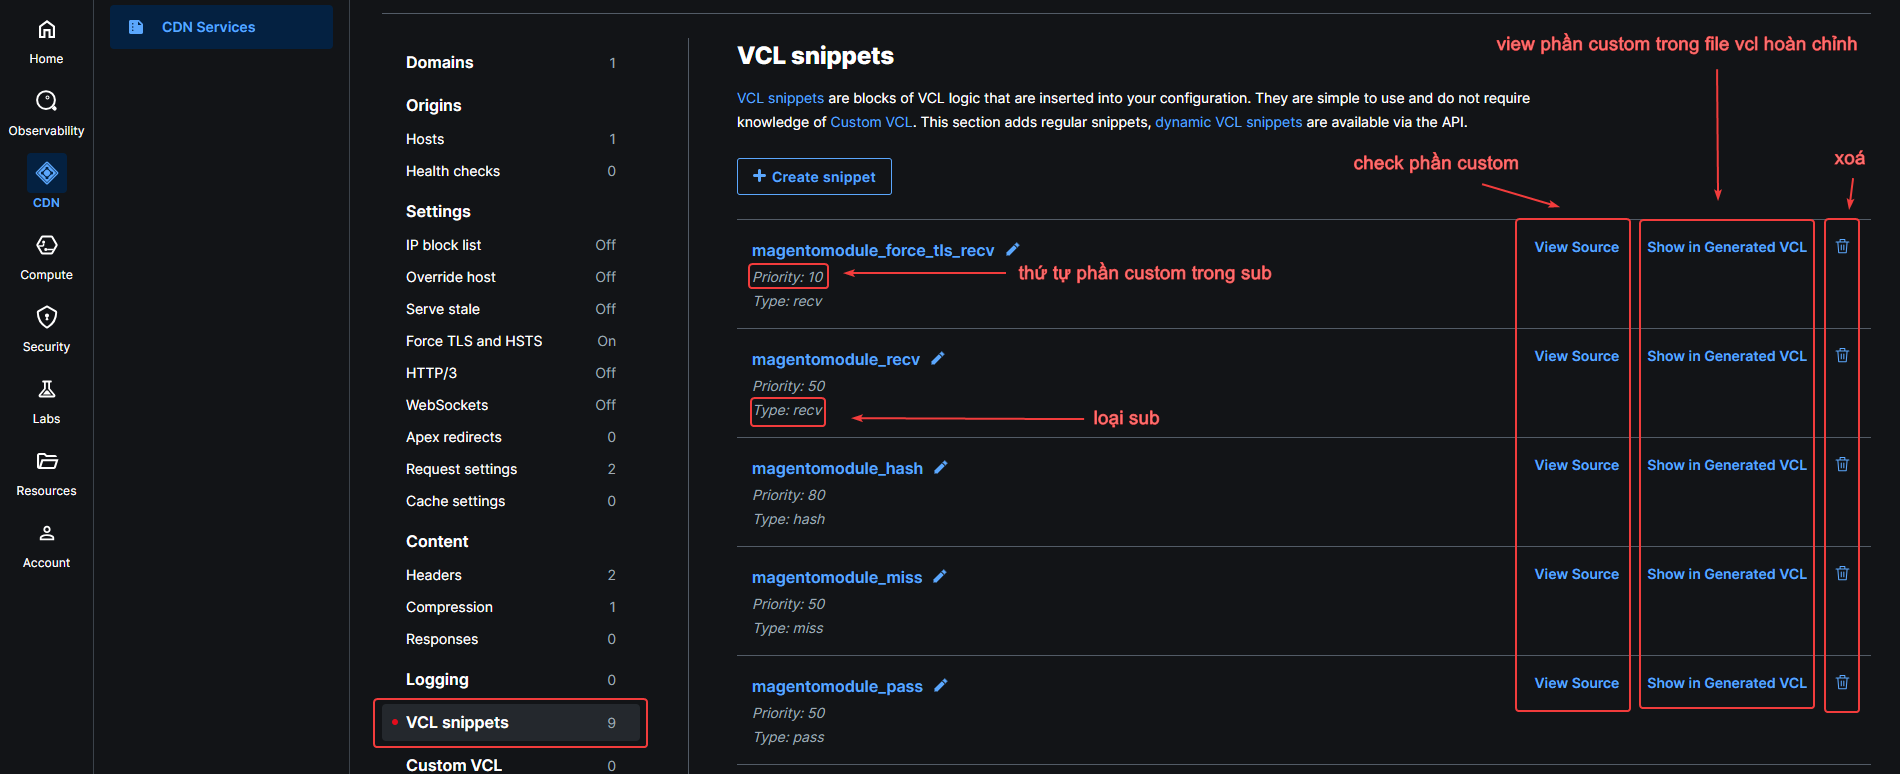 Home
Observability
CDN
Compute
Security
Labs
Resources
Account
CDN Services
Domains 1
Origins
Hosts 1
Health checks 0
Settings
IP block list Off
Override host Off
Serve stale Off
Force TLS and HSTS On
HTTP/3 Off
WebSockets Off
Apex redirects 0
Request settings 2
Cache settings 0
Content
Headers 2
Compression 1
Responses 0
Logging 0
VCL snippets 9
Custom VCL 0
VCL snippets
view phần custom trong file vcl hoàn chỉnh
VCL snippets are blocks of VCL logic that are inserted into your configuration. They are simple to use and do not require
knowledge of Custom VCL. This section adds regular snippets, dynamic VCL snippets are available via the API.
check phần custom
xoá
Create snippet
magentomodule_force_tls_recv View Source Show in Generated VCL
Priority: 10 thứ tự phần custom trong sub
Type: recv
magentomodule_recv View Source Show in Generated VCL
Priority: 50
Type: recv loại sub
magentomodule_hash View Source Show in Generated VCL
Priority: 80
Type: hash
magentomodule_miss View Source Show in Generated VCL
Priority: 50
Type: miss
magentomodule_pass View Source Show in Generated VCL
Priority: 50
Type: pass